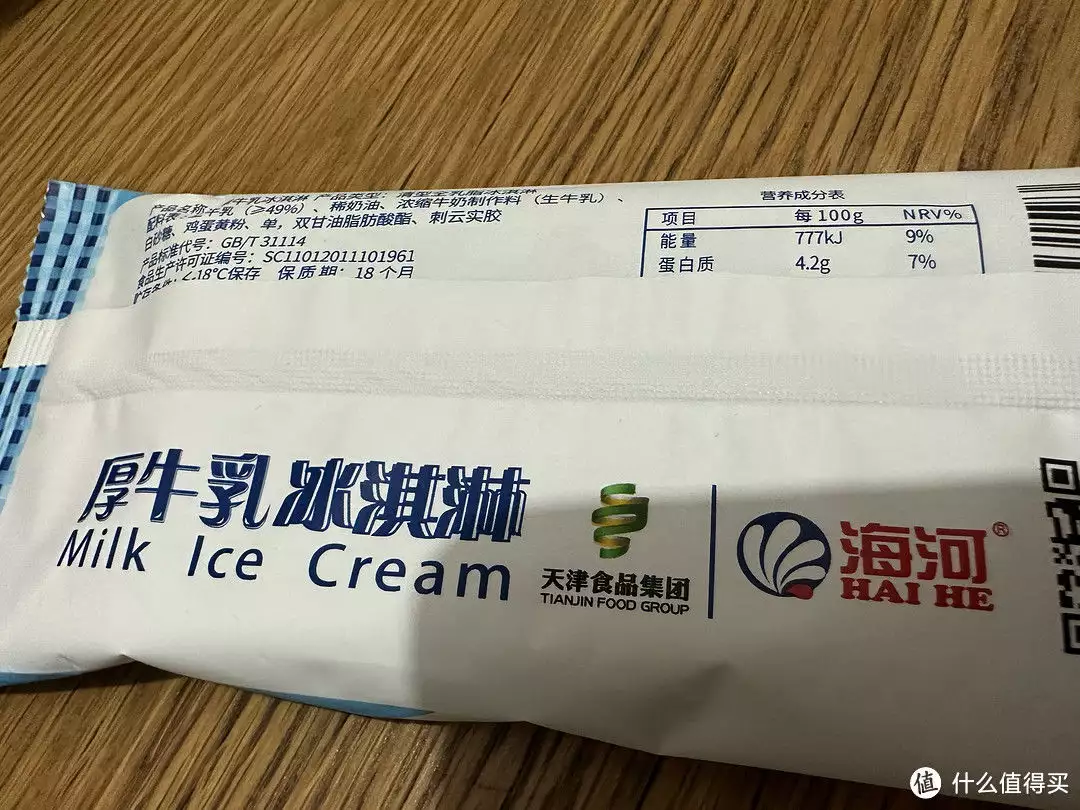 产品名称：厚牛乳冰淇淋 产品类型：清型全乳脂冰淇淋
配料表：牛乳（≥49%）、稀奶油、浓缩牛奶制作料（生牛乳）、
白砂糖、鸡蛋黄粉、单，双甘油脂肪酸酯、刺云实胶
产品标准代号：GB/T 31114
食品生产许可证编号：SC11012011101961
-18℃保存 保质期：18个月
营养成分表
项目 每100g NRV%
能量 777kJ 9%
蛋白质 4.2g 7%
厚牛乳冰淇淋
Milk Ice Cream
天津食品集团
TIANJIN FOOD GROUP
海河®
HAI HE
值 什么值得买